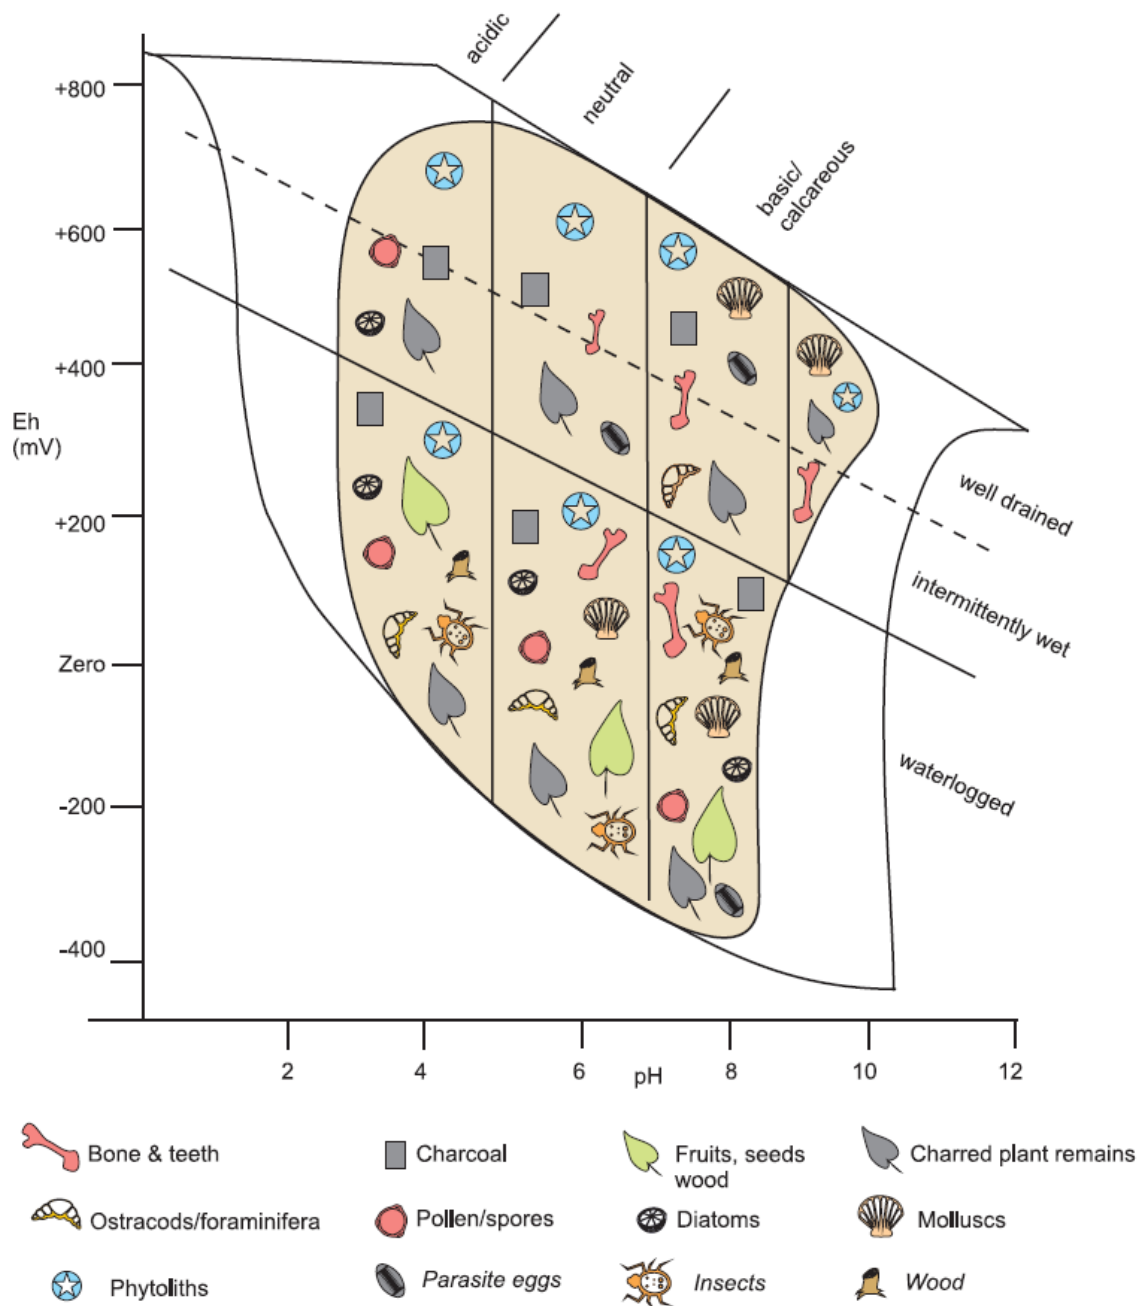 acidic
neutral
basic/
calcareous
+800
+600
+400
Eh
(mV)
+200
Zero
-200
-400
well drained
intermittently wet
waterlogged
2
4
6
pH
8
10
12
Bone & teeth
Charcoal
Fruits, seeds
wood
Charred plant remains
Ostracods/foraminifera
Pollen/spores
Diatoms
Molluscs
Phytoliths
Parasite eggs
Insects
Wood